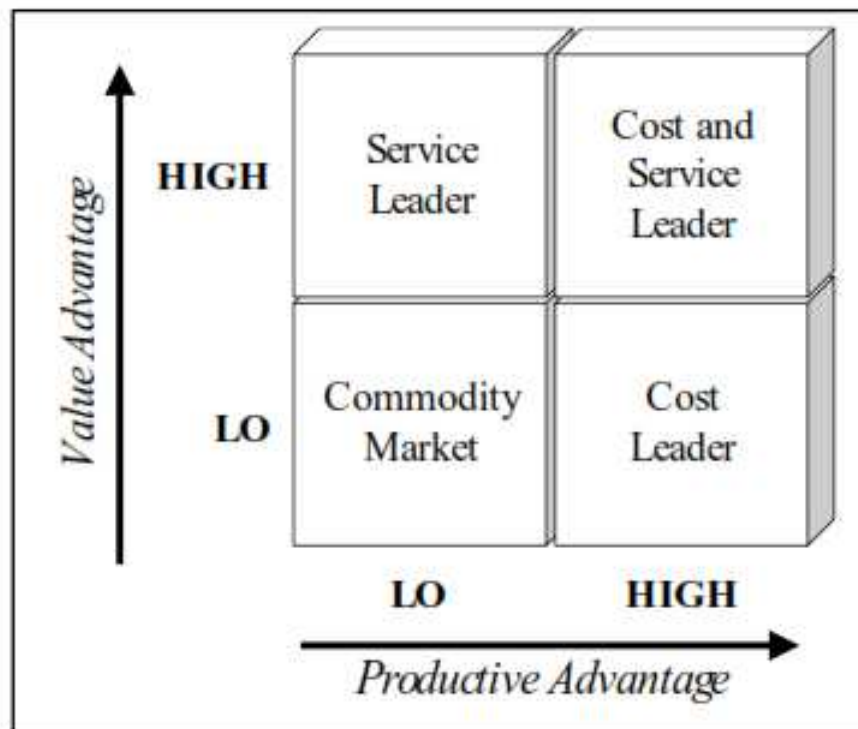 Value Advantage
HIGH
Service
Leader
Cost and
Service
Leader
LO
Commodity
Market
Cost
Leader
LO
HIGH
Productive Advantage